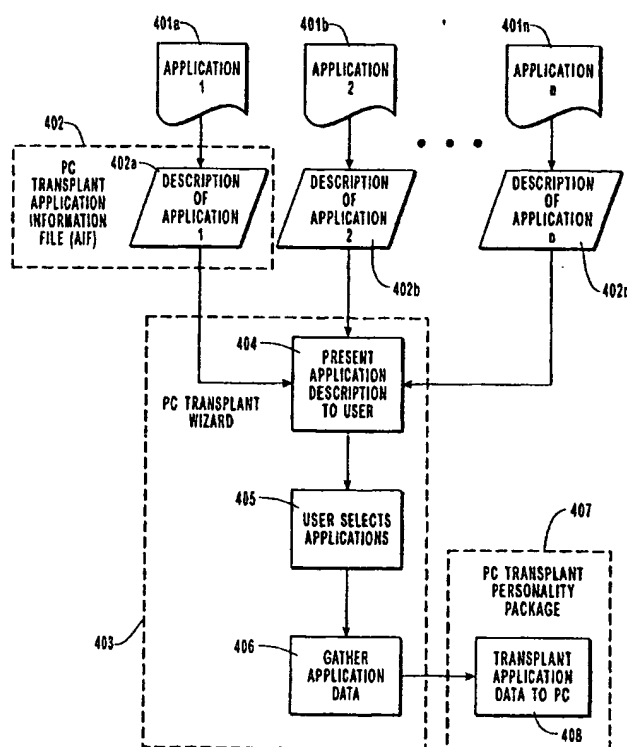 401a
401b
401n
APPLICATION
1
APPLICATION
2
APPLICATION
n
402
402a
PC
TRANSPLANT
APPLICATION
INFORMATION
FILE (AIF)
DESCRIPTION
OF
APPLICATION
1
DESCRIPTION
OF
APPLICATION
2
DESCRIPTION
OF
APPLICATION
n
402b
402n
404
PRESENT
APPLICATION
DESCRIPTION
TO USER
PC TRANSPLANT
WIZARD
405
USER SELECTS
APPLICATIONS
407
PC TRANSPLANT
PERSONALITY
PACKAGE
403
406
GATHER
APPLICATION
DATA
TRANSPLANT
APPLICATION
DATA TO PC
408